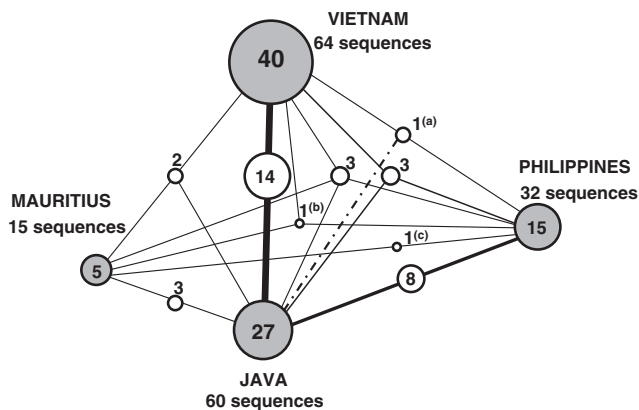 VIETNAM
64 sequences
40
1(a)
2
14
3
3
PHILIPPINES
32 sequences
MAURITIUS
15 sequences
1(b)
15
1(c)
5
8
3
27
JAVA
60 sequences